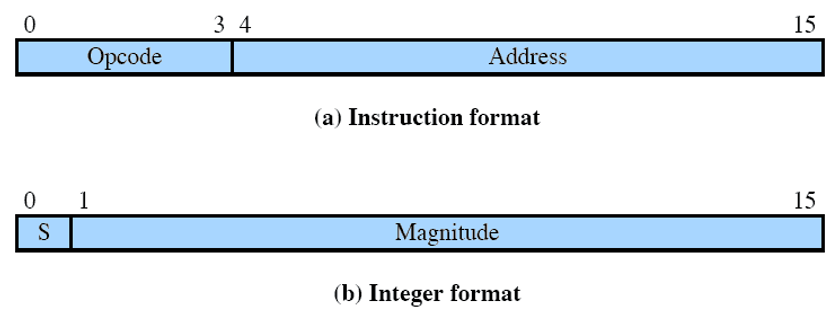 0 3 4 15
Opcode Address
(a) Instruction format
0 1 15
S Magnitude
(b) Integer format